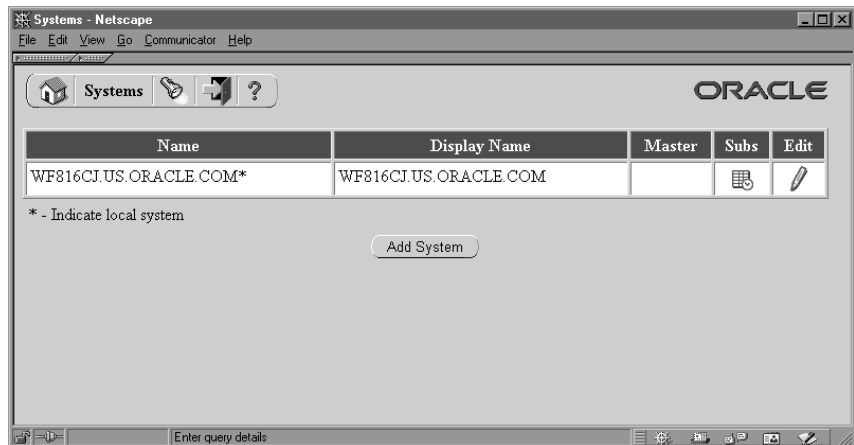 Systems - Netscape
File Edit View Go Communicator Help
Systems ?
ORACLE
Name Display Name Master Subs Edit
WF816CJ.US.ORACLE.COM* WF816CJ.US.ORACLE.COM
* - Indicate local system
Add System
Enter query details